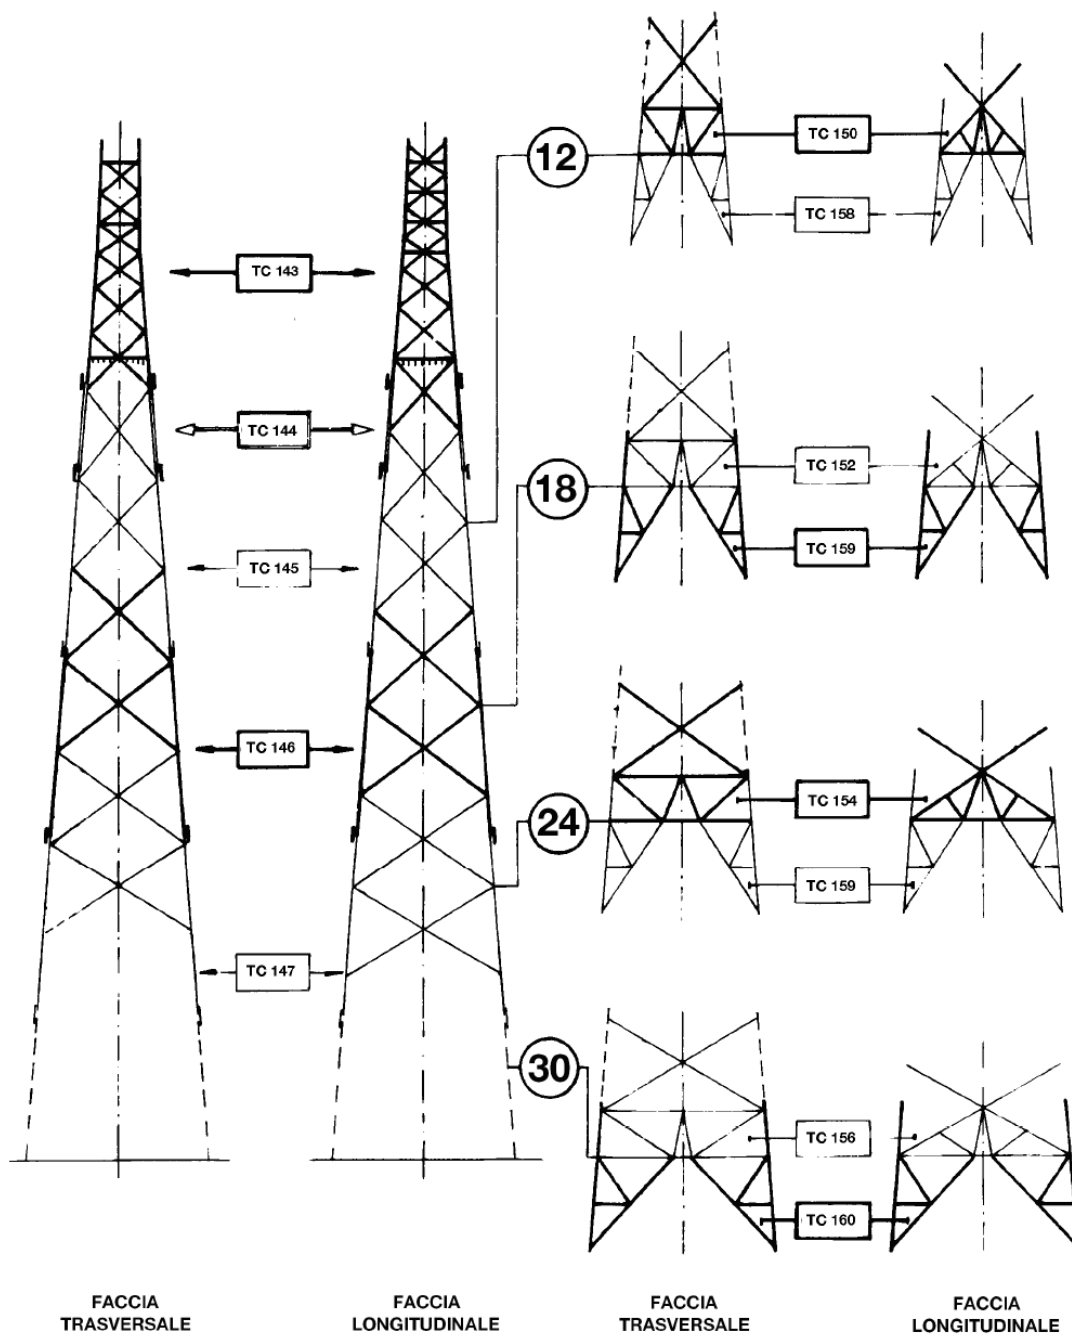 TC 143
TC 144
TC 145
TC 146
TC 147
12
TC 150
TC 158
18
TC 152
TC 159
24
TC 154
TC 159
30
TC 156
TC 160
FACCIA
TRASVERSALE
FACCIA
LONGITUDINALE
FACCIA
TRASVERSALE
FACCIA
LONGITUDINALE